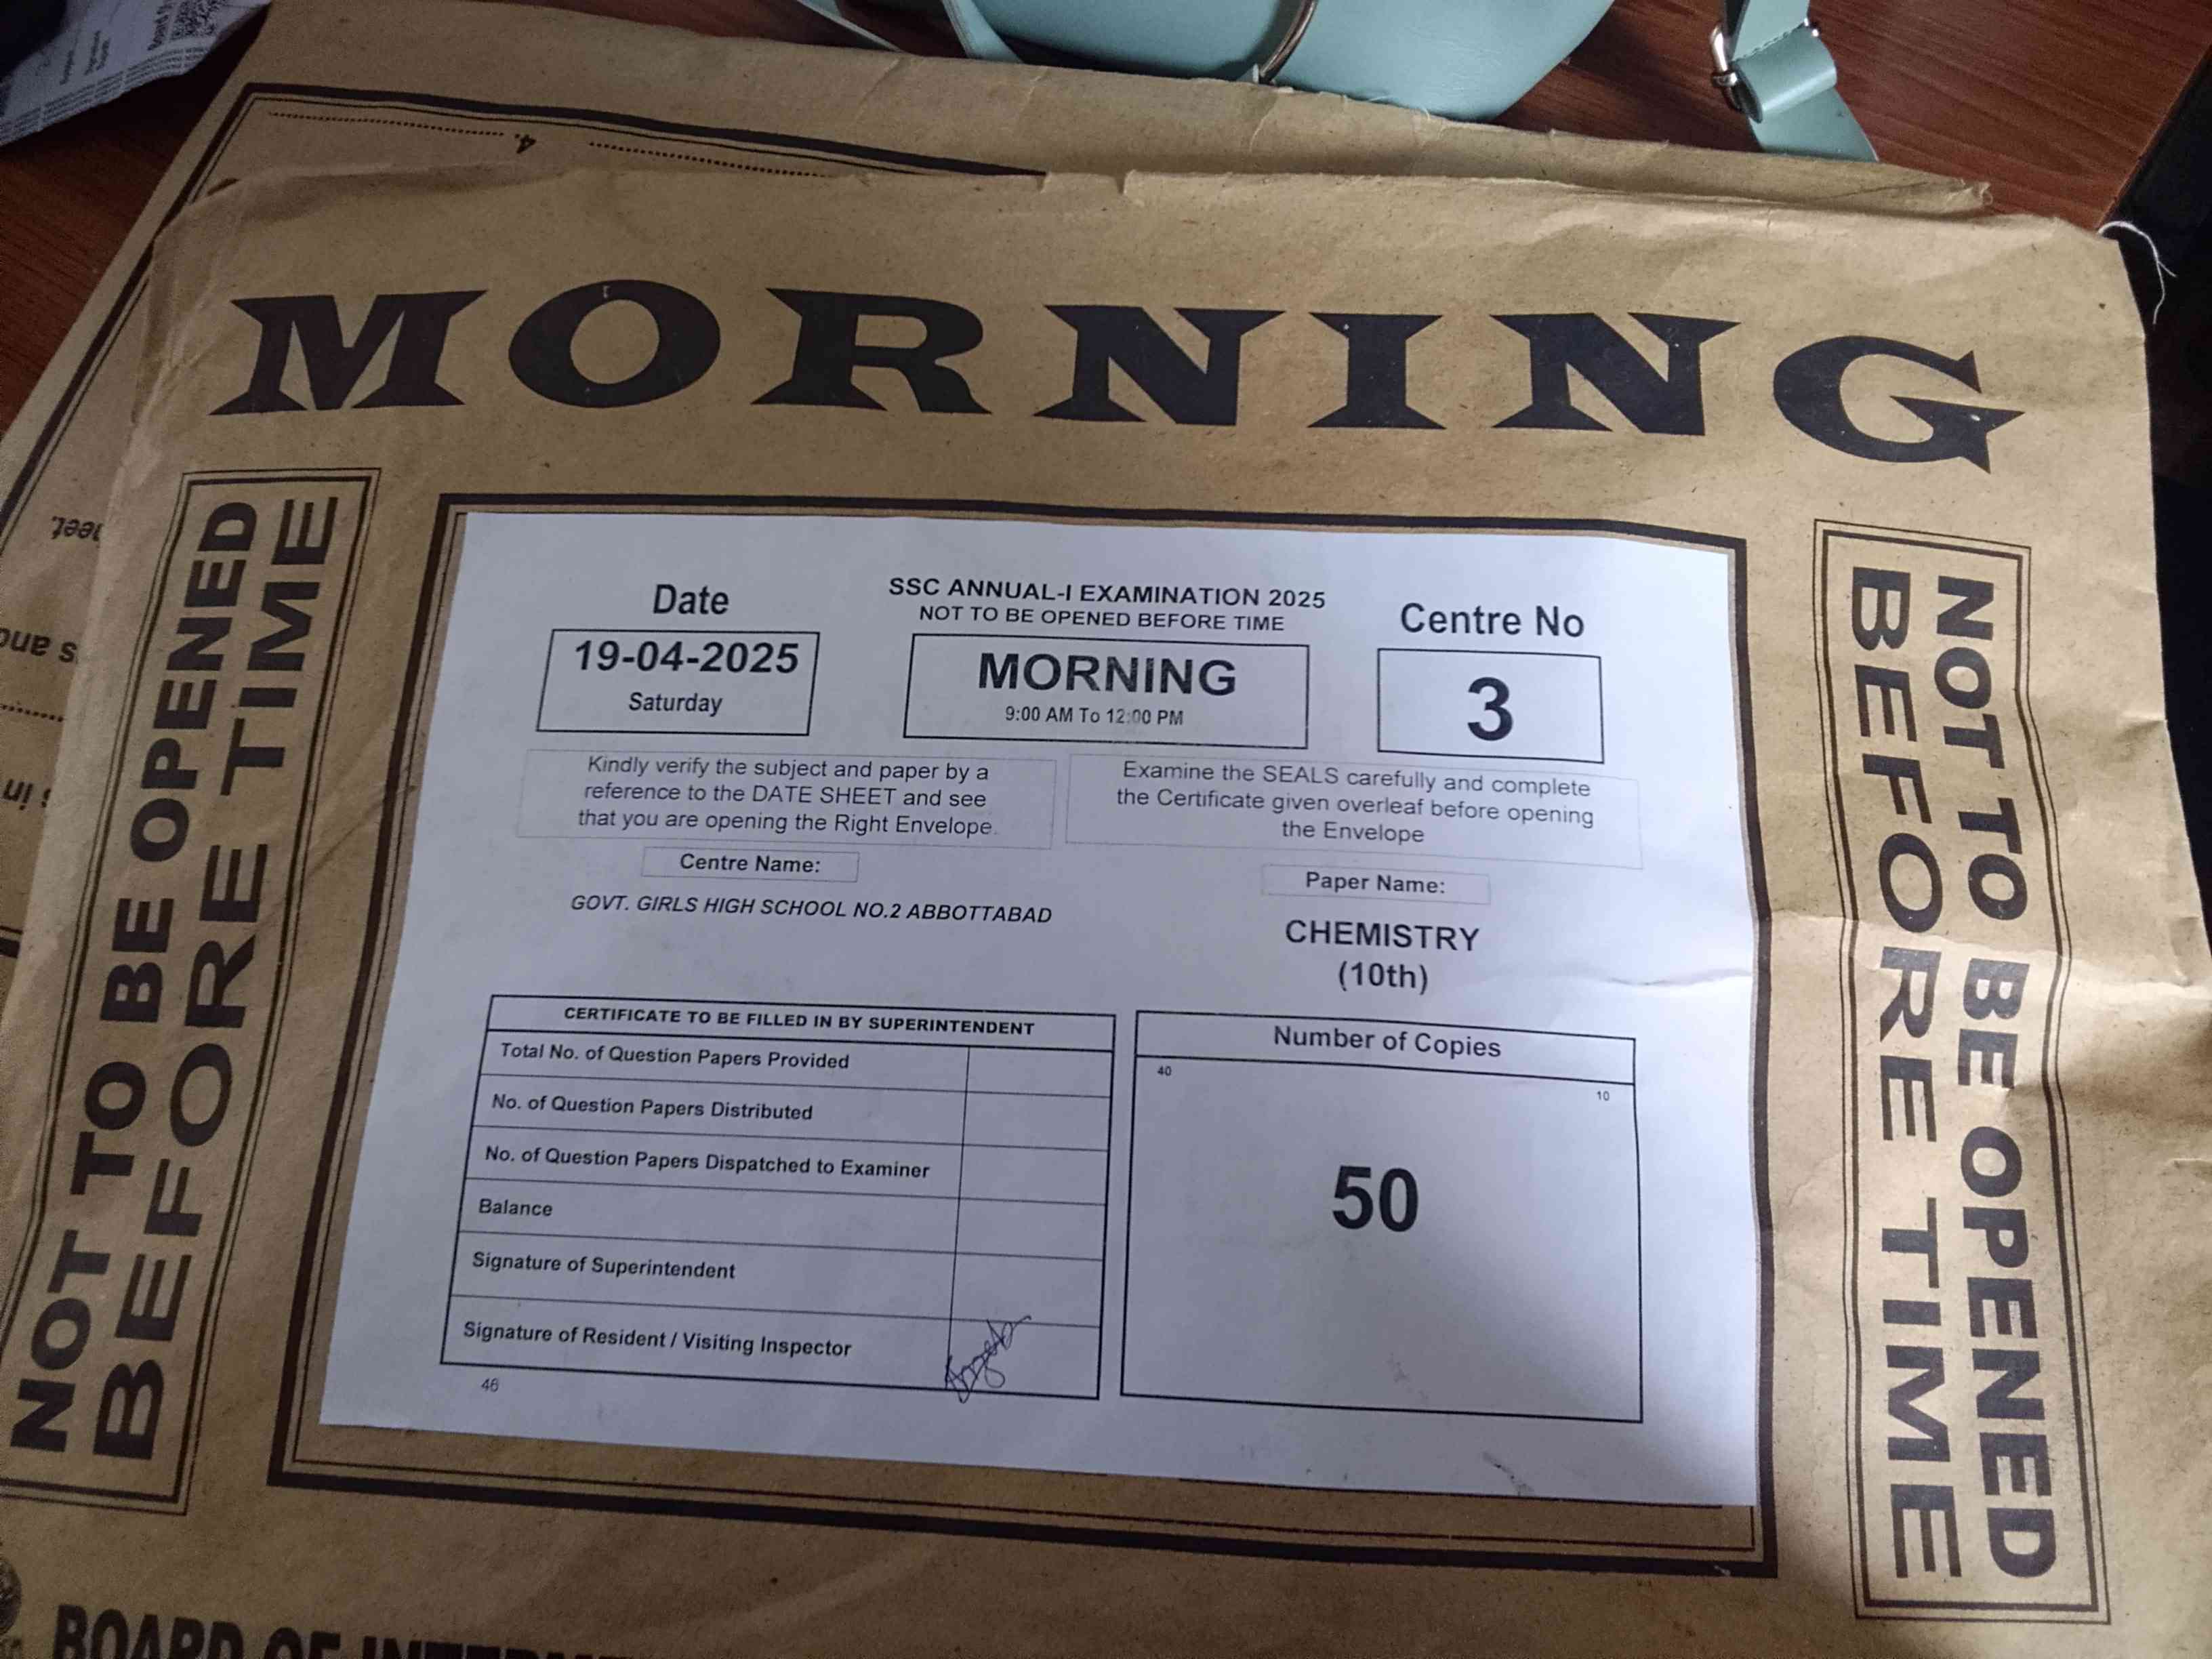 4.
MORNING
NOT TO BE OPENED
BEFORE TIME
Date
19-04-2025
Saturday
SSC ANNUAL-I EXAMINATION 2025
NOT TO BE OPENED BEFORE TIME
MORNING
9:00 AM To 12:00 PM
Centre No
3
Kindly verify the subject and paper by a
reference to the DATE SHEET and see
that you are opening the Right Envelope.
Examine the SEALS carefully and complete
the Certificate given overleaf before opening
the Envelope
Centre Name:
GOVT. GIRLS HIGH SCHOOL NO.2 ABBOTTABAD
Paper Name:
CHEMISTRY
(10th)
CERTIFICATE TO BE FILLED IN BY SUPERINTENDENT
Total No. of Question Papers Provided
No. of Question Papers Distributed
No. of Question Papers Dispatched to Examiner
Balance
Signature of Superintendent
Signature of Resident / Visiting Inspector
46
Number of Copies
40
10
50
NOT TO BE OPENED
BEFORE TIME
BOARD OF